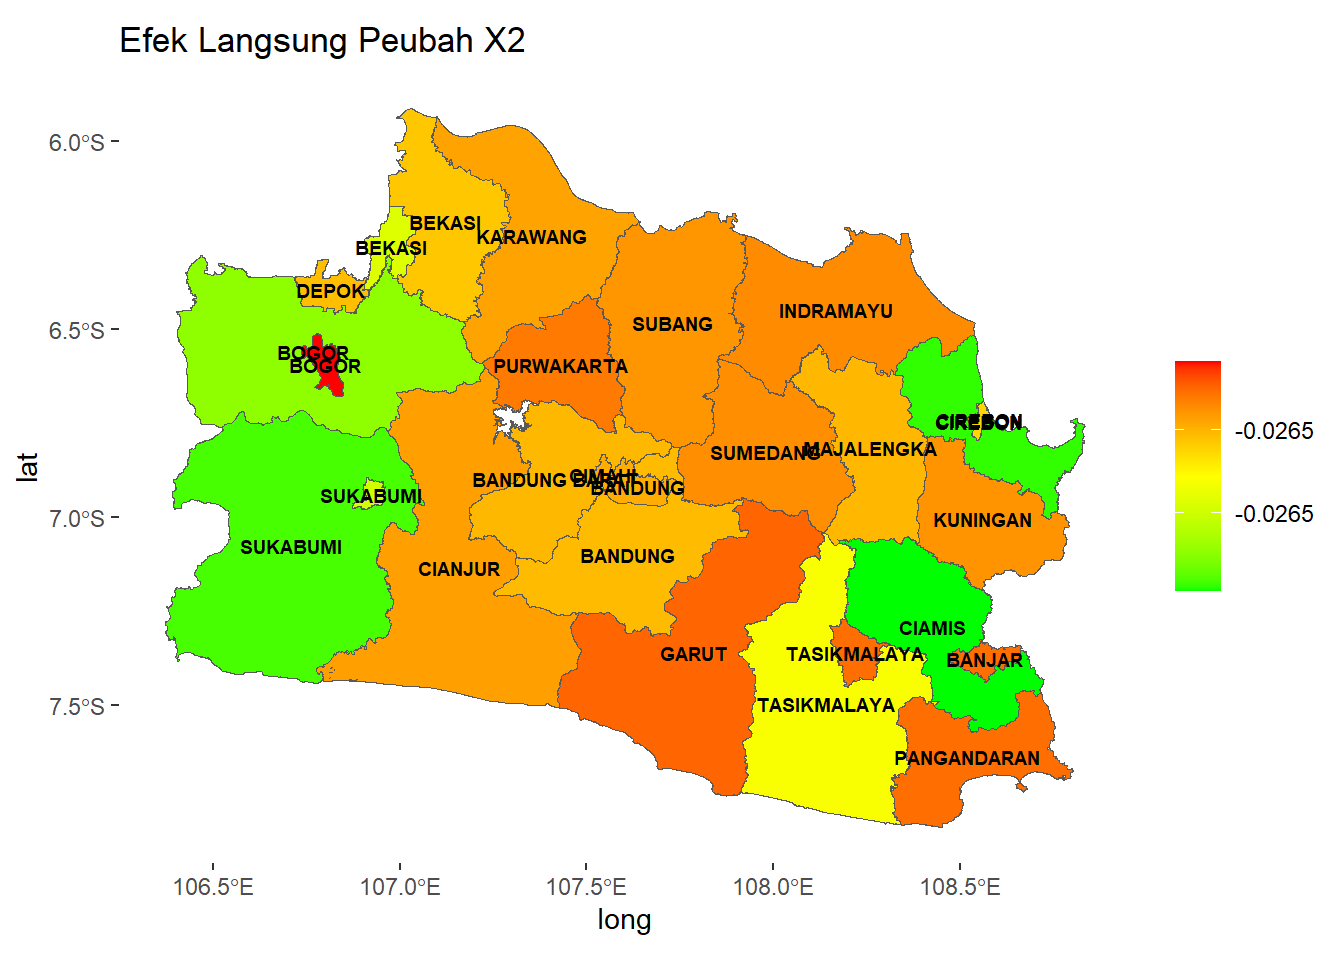 Efek Langsung Peubah X2
lat
6.0°S
6.5°S
7.0°S
7.5°S
BEKASI
KARAWANG
BEKASI
DEPOK
INDRAMAYU
SUBANG
BOGOR
BOGOR
PURWAKARTA
CIREBON
CIREBON
SUMEDANG
MAJALENGKA
BANDUNG BARAT
CIMAHI
BANDUNG
SUKABUMI
KUNINGAN
SUKABUMI
BANDUNG
CIANJUR
CIAMIS
GARUT
TASIKMALAYA
BANJAR
TASIKMALAYA
PANGANDARAN
-0.0265
-0.0265
106.5°E
107.0°E
107.5°E
108.0°E
108.5°E
long